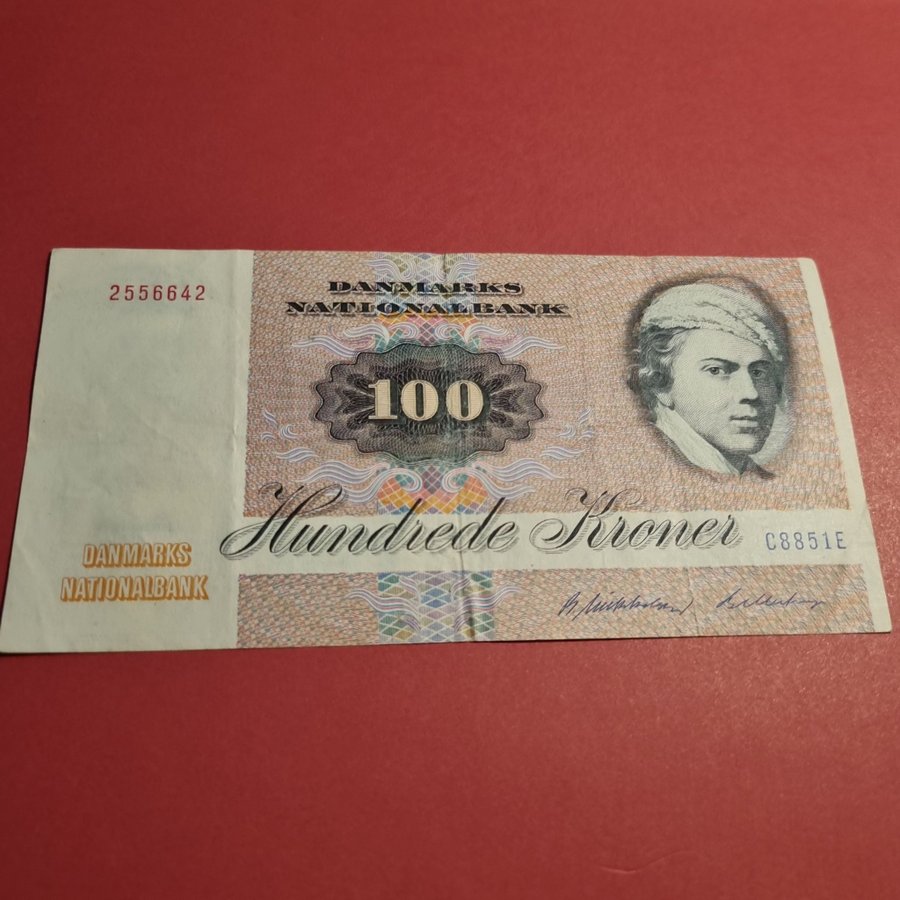 2556642
DANMARKS
NATIONALBANK
100
Hundrede Kroner
C8851E
DANMARKS
NATIONALBANK